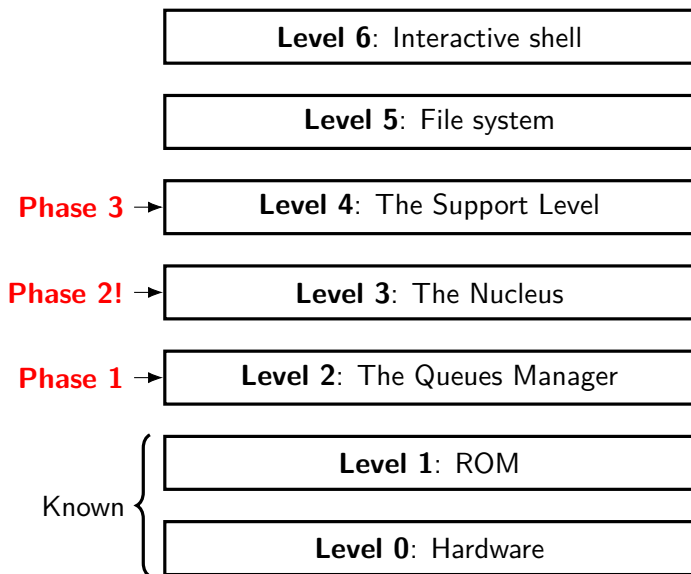 Level 6: Interactive shell
Level 5: File system
Phase 3 Level 4: The Support Level
Phase 2! Level 3: The Nucleus
Phase 1 Level 2: The Queues Manager
Level 1: ROM
Known
Level 0: Hardware